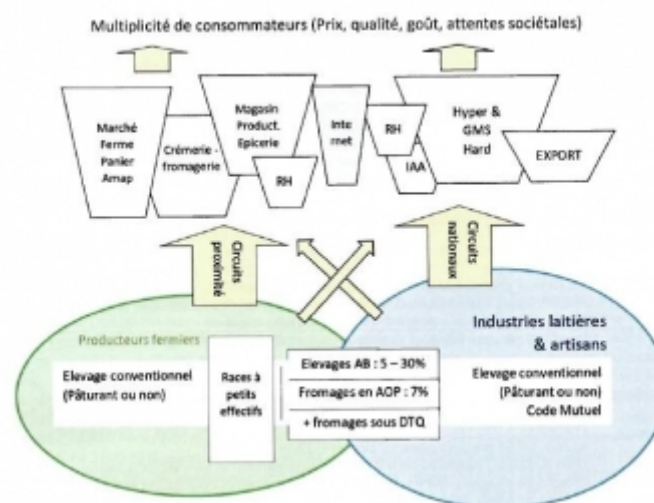 Multiplicité de consommateurs (Prix, qualité, goût, attentes sociétales)
Marché
Ferme
Panier
Amap
Crémerie -
fromagerie
Magasin
Product.
Epicerie
RH
Inte
rnet
RH
IAA
Hyper &
GMS
Hard
EXPORT
Circuits
proximité
Circuits
nationaux
Producteurs fermiers
Elevage conventionnel
(Pâturant ou non)
Races à
petits
effectifs
Elevages AB : 5 – 30%
Fromages en AOP : 7%
+ fromages sous DTQ
Industries laitières
& artisans
Elevage conventionnel
(Pâturant ou non)
Code Mutuel